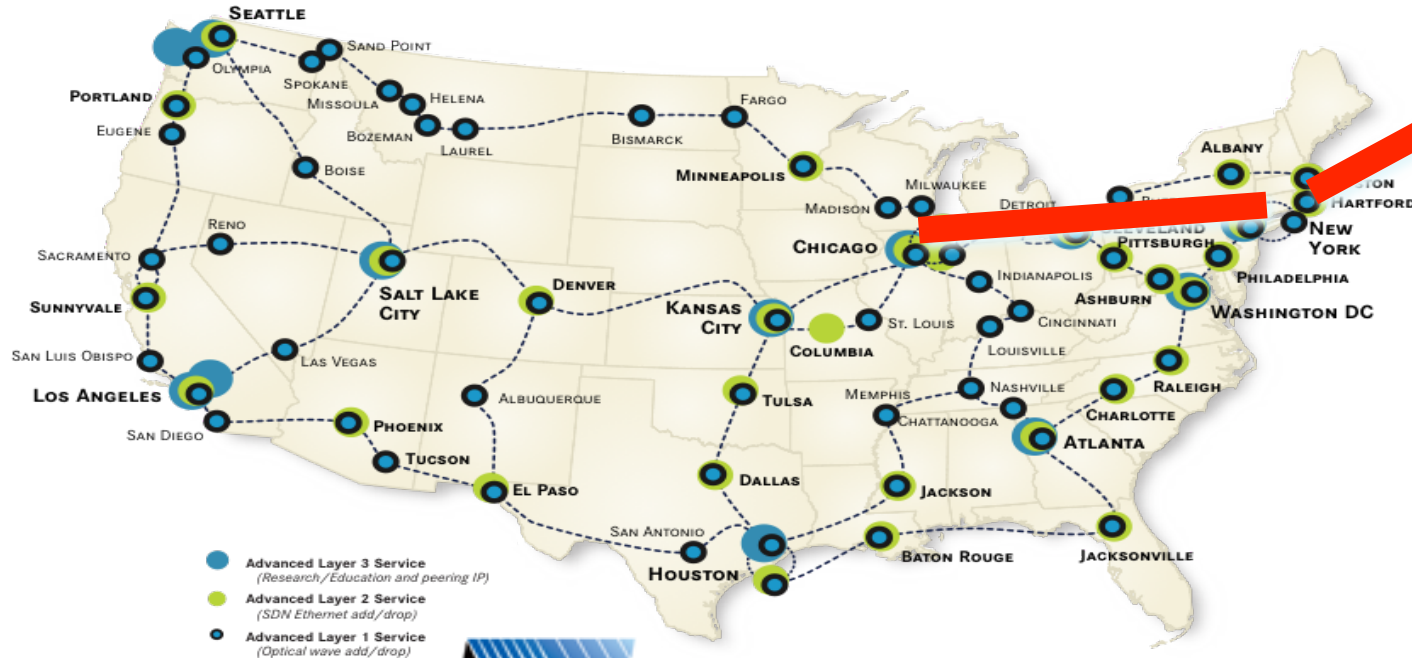 SEATTLE
SAND POINT
OLYMPIA
SPOKANE
PORTLAND
MISSOULA
HELENA
FARGO
EUGENE
BOZEMAN
LAUREL
BISMARCK
ALBANY
BOISE
MINNEAPOLIS
MILWAUKEE
MADISON
DETROIT
HARTFORD
RENO
CHICAGO
CLEVELAND
NEW
YORK
SACRAMENTO
PITTSBURGH
INDIANAPOLIS
PHILADELPHIA
DENVER
SALT LAKE
CITY
KANSAS
CITY
ASHBURN
SUNNYVALE
WASHINGTON DC
ST. LOUIS
CINCINNATI
COLUMBIA
LOUISVILLE
SAN LUIS OBISPO
LAS VEGAS
LOS ANGELES
ALBUQUERQUE
TULSA
MEMPHIS
NASHVILLE
RALEIGH
CHARLOTTE
CHATTANOOGA
SAN DIEGO
PHOENIX
ATLANTA
TUCSON
DALLAS
EL PASO
JACKSON
SAN ANTONIO
HOUSTON
BATON ROUGE
JACKSONVILLE
Advanced Layer 3 Service
(Research/Education and peering IP)
Advanced Layer 2 Service
(SDN Ethernet add/drop)
Advanced Layer 1 Service
(Optical wave add/drop)